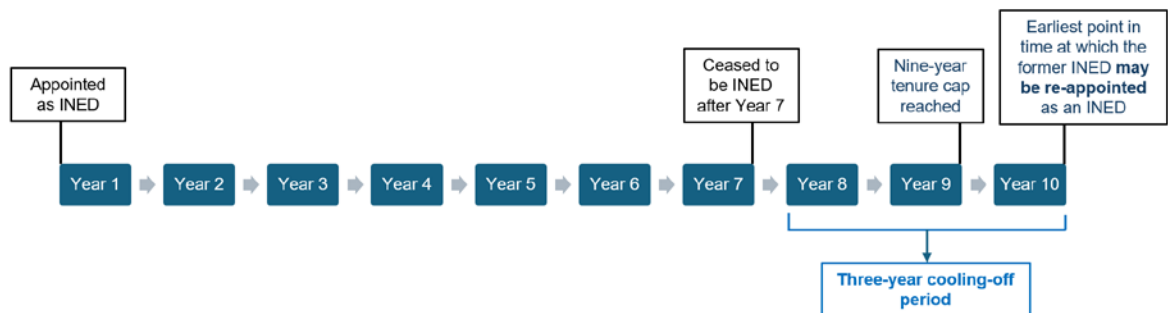 Appointed
as INED
Ceased to
be INED
after Year 7
Nine-year
tenure cap
reached
Earliest point in
time at which the
former INED may
be re-appointed
as an INED
Year 1
Year 2
Year 3
Year 4
Year 5
Year 6
Year 7
Year 8
Year 9
Year 10
Three-year cooling-off
period